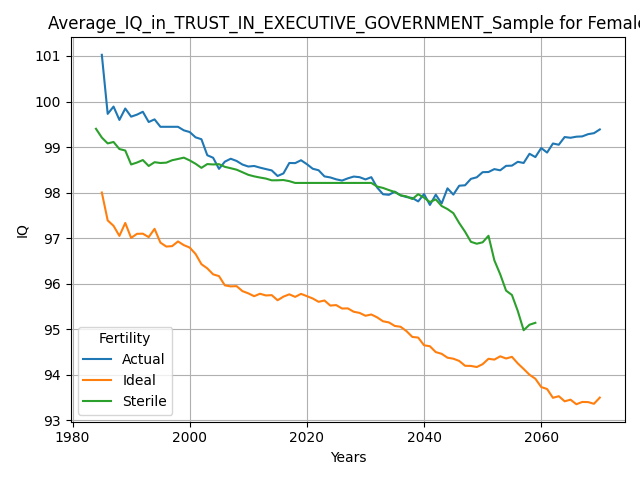 Average_IQ_in_TRUST_IN_EXECUTIVE_GOVERNMENT_Sample for Female
101
100
99
98
97
96
95
94
93
IQ
Fertility
Actual
Ideal
Sterile
1980 2000 2020 2040 2060
Years